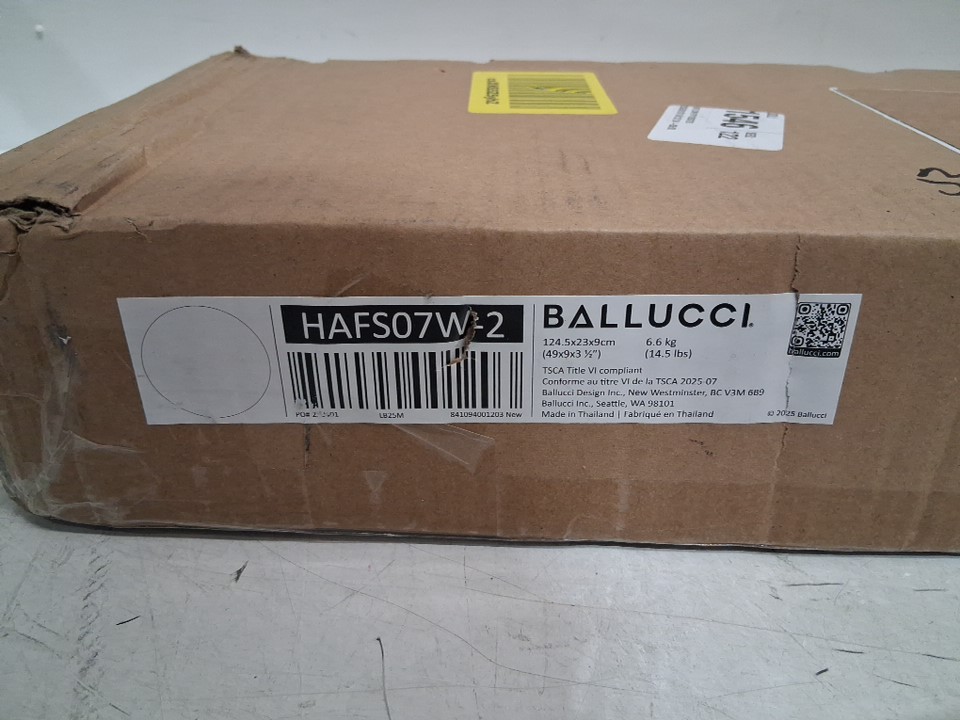 HAFS07W-2
LB25M
841094001203 New
BALLUCCI
124.5x23x9cm
(49x9x3 ½")
6.6 kg
(14.5 lbs)
TSCA Title VI compliant
Conforme au titre VI de la TSCA 2025-07
Ballucci Design Inc., New Westminster, BC V3M 6B9
Ballucci Inc., Seattle, WA 98101
Made in Thailand | Fabriqué en Thailand
ballucci.com
© 2025 Ballucci